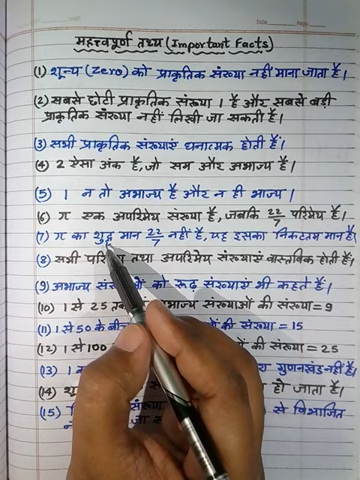 महत्त्वपूर्ण तथ्य (Important Facts)
(1) शून्य (Zero) को प्राकृतिक संख्या नहीं माना जाता है।
(2) सबसे छोटी प्राकृतिक संख्या 1 है और सबसे बड़ी
प्राकृतिक संख्या नहीं लिखी जा सकती है।
(3) सभी प्राकृतिक संख्याएं धनात्मक होती हैं।
(4) 2 ऐसा अंक है, जो सम और अभाज्य है।
(5) 1 न तो अभाज्य है और न ही भाज्य।
(6) π एक अपरिमेय संख्या है, जबकि 22/7 परिमेय है।
(7) π का शुद्ध मान 22/7 नहीं है, यह इसका निकटतम मान है।
(8) सभी तथा अपरिमेय संख्याएं वास्तविक होती हैं।
(9) अभाज्य को रूढ़ संख्याएं भी कहते हैं।
(10) 1 से 25 अभाज्य संख्याओं की संख्या = 9
(11) 1 से 50 के की संख्या = 15
(12) 1 से 100 की संख्या = 25
(13) 1 गुणनखंड नहीं है।
(14) हो जाता है।
(15) संख्या से विभाजित